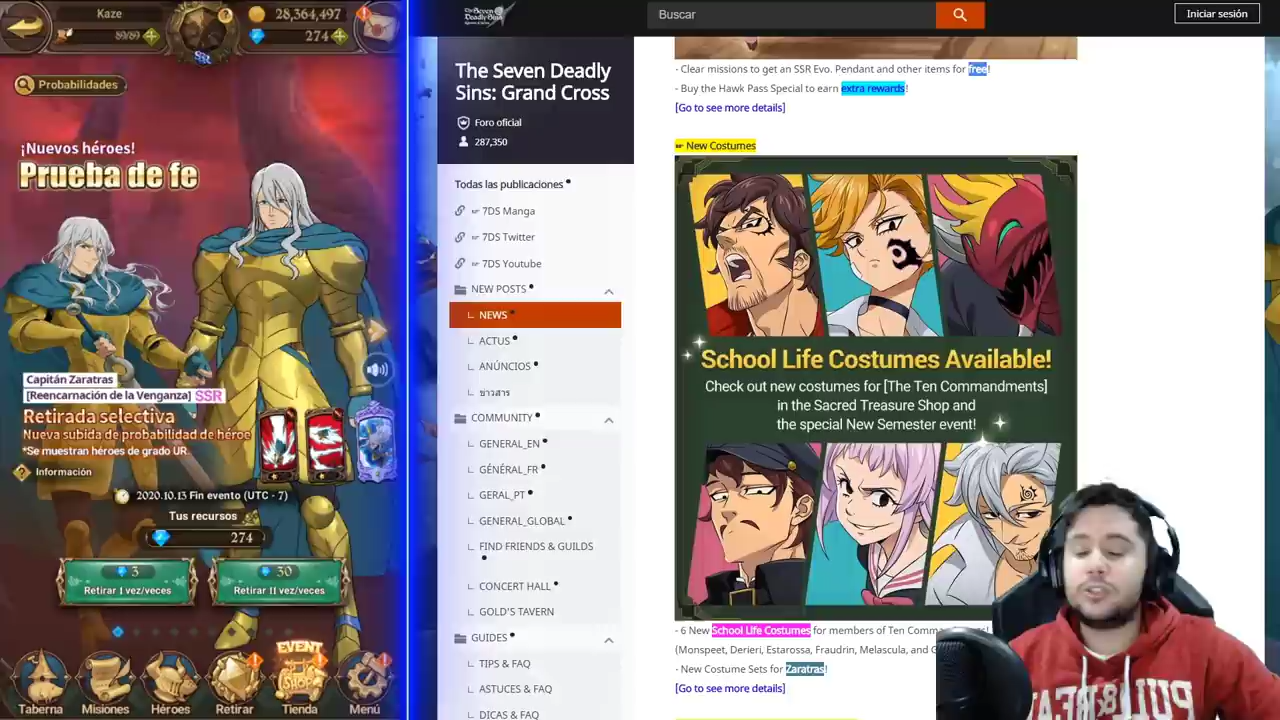 Kaze
89/89
28,364,497
274
SSR
Probabilidades
¡Nuevos héroes!
Prueba de fe
Capitán Zaratras
[Reencarnación de la Venganza] SSR
Retirada selectiva
Nueva subida de probabilidad de héroe
*Se muestran héroes de grado UR.
Información
2020.10.13 Fin evento (UTC - 7)
Tus recursos
274
3
Retirar 1 vez/veces
30
Retirar 11 vez/veces
EVENT
SHOP
Taberna
Misiones
Héroes
Retirar
Tienda
Menú
The Seven
Deadly Sins
Buscar
Iniciar sesión
The Seven Deadly
Sins: Grand Cross
Foro oficial
287,350
Todas las publicaciones
☞ 7DS Manga
☞ 7DS Twitter
☞ 7DS Youtube
NEW POSTS
NEWS
ACTUS
ANÚNCIOS
ข่าวสาร
COMMUNITY
GENERAL_EN
GÉNÉRAL_FR
GERAL_PT
GENERAL_GLOBAL
FIND FRIENDS & GUILDS
CONCERT HALL
GOLD'S TAVERN
GUIDES
TIPS & FAQ
ASTUCES & FAQ
DICAS & FAQ
- Clear missions to get an SSR Evo. Pendant and other items for free!
- Buy the Hawk Pass Special to earn extra rewards!
[Go to see more details]
☞ New Costumes
School Life Costumes Available!
Check out new costumes for [The Ten Commandments]
in the Sacred Treasure Shop and
the special New Semester event!
- 6 New School Life Costumes for members of Ten Comma
(Monspeet, Derieri, Estarossa, Fraudrin, Melascula, and G
- New Costume Sets for Zaratras!
[Go to see more details]